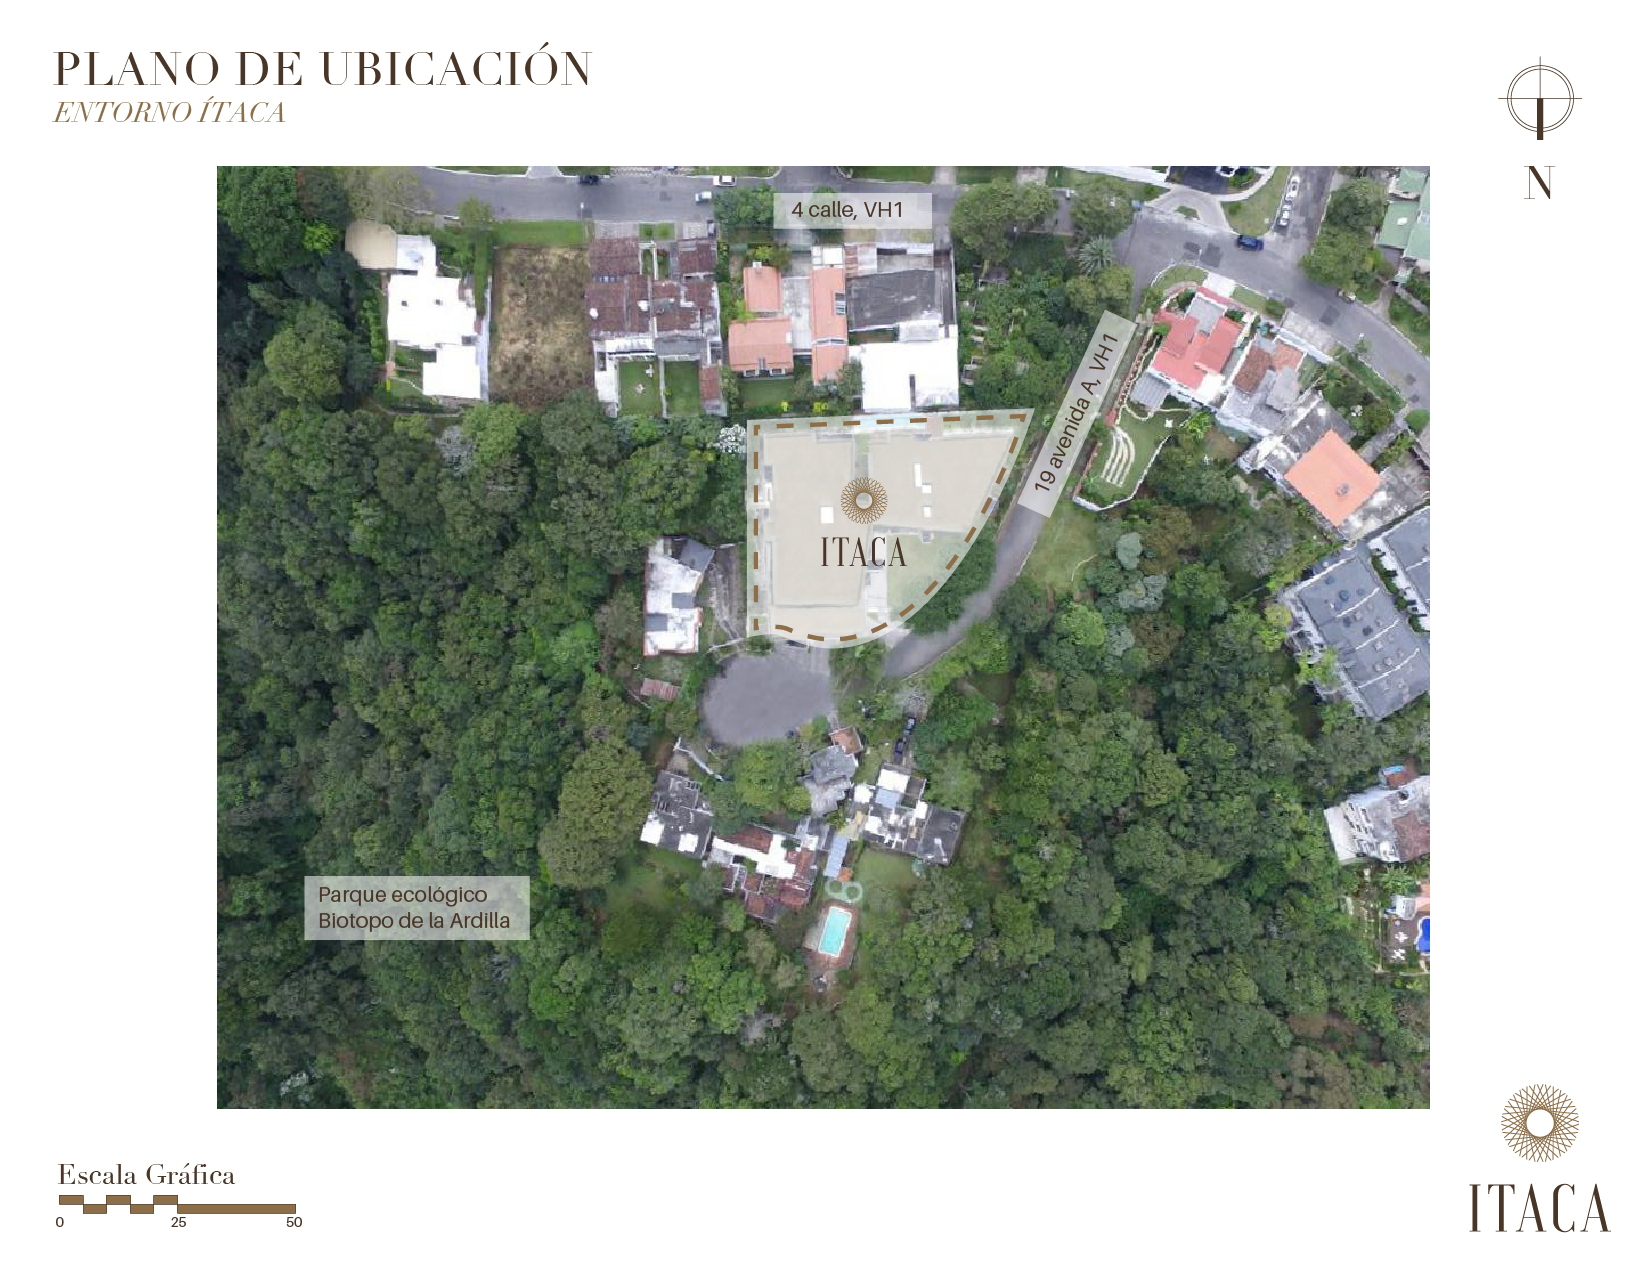 PLANO DE UBICACIÓN
ENTORNO ÍTACA
N
4 calle, VH1
19 avenida A, VH1
ITACA
Parque ecológico
Biotopo de la Ardilla
Escala Gráfica
0 25 50
ITACA